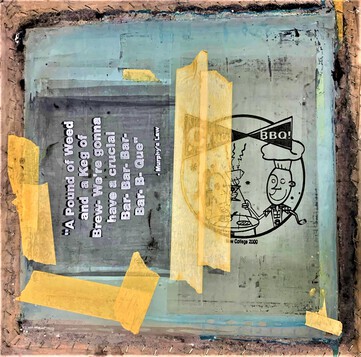 "A Pound of Weed
and a Keg of
Brew- We're gonna
have a crucial
Bar- Bar- Bar-
Bar- B- Que"
- Murphy's Law
BBQ!
College 2000